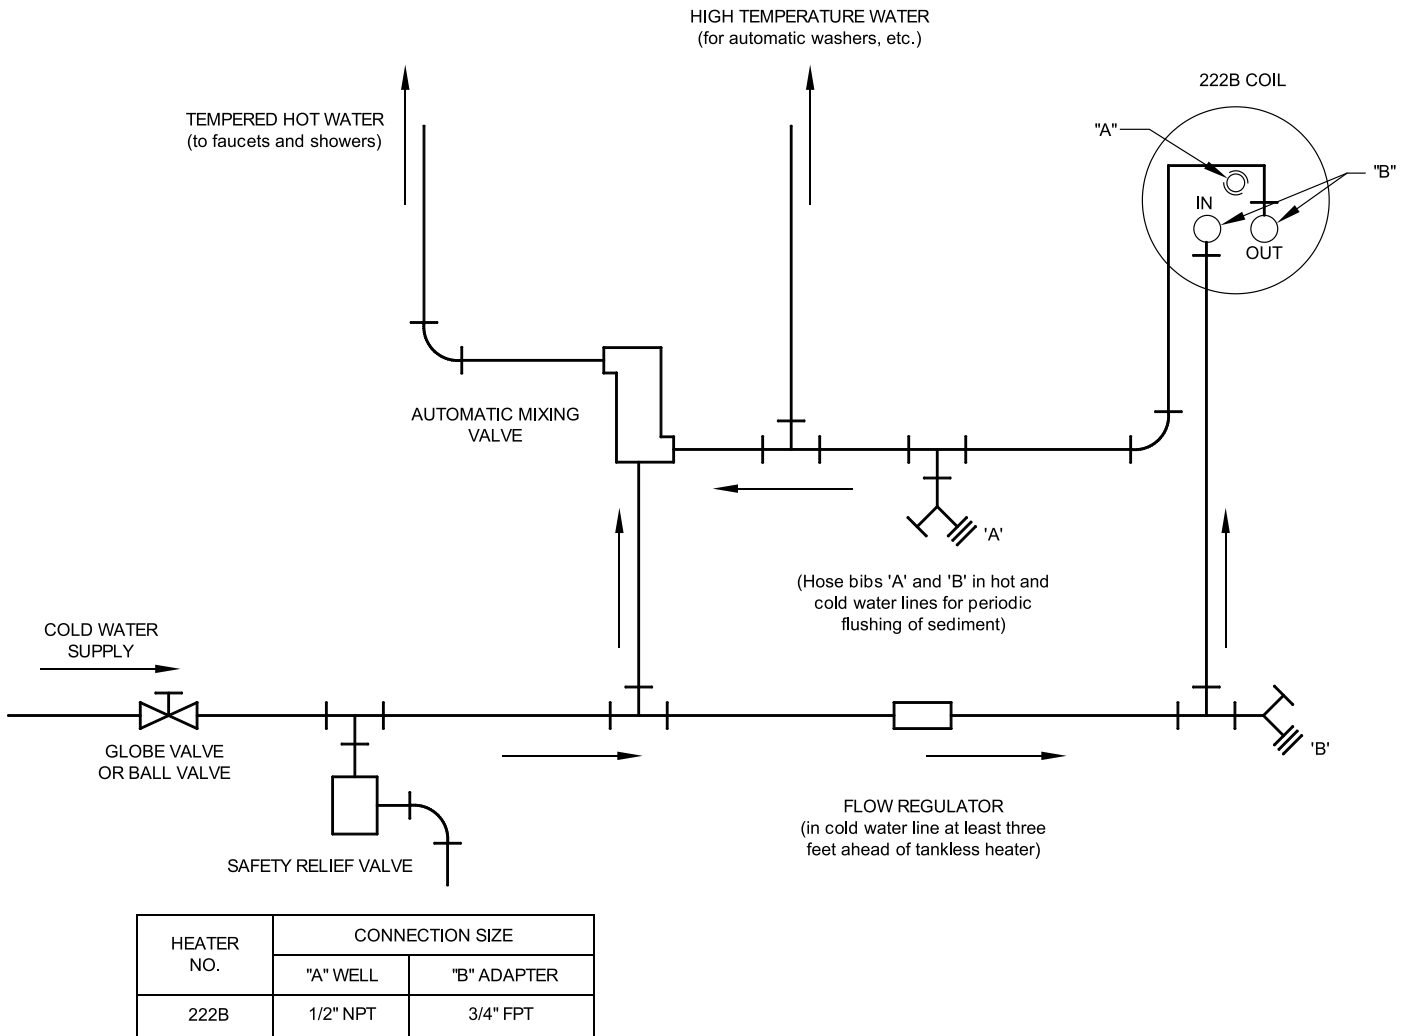 HIGH TEMPERATURE WATER
(for automatic washers, etc.)
222B COIL
TEMPERED HOT WATER
(to faucets and showers)
"A"
"B"
IN
OUT
AUTOMATIC MIXING
VALVE
'A'
(Hose bibs 'A' and 'B' in hot and
cold water lines for periodic
flushing of sediment)
COLD WATER
SUPPLY
GLOBE VALVE
OR BALL VALVE
'B'
FLOW REGULATOR
(in cold water line at least three
feet ahead of tankless heater)
SAFETY RELIEF VALVE
HEATER
NO.
CONNECTION SIZE
"A" WELL
"B" ADAPTER
222B
1/2" NPT
3/4" FPT